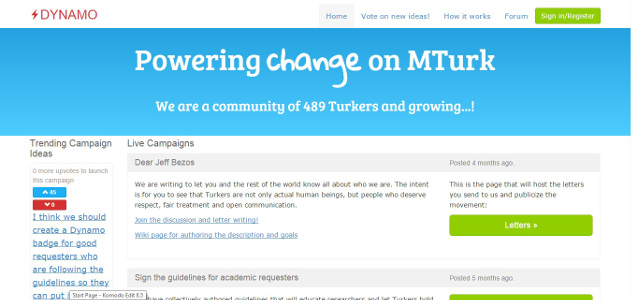 DYNAMO
Home
Vote on new ideas!
How it works
Forum
Sign in/Register
Powering change on MTurk
We are a community of 489 Turkers and growing...!
Trending Campaign
Ideas
0 more upvotes to launch
this campaign
45
0
I think we should
create a Dynamo
badge for good
requesters who
are following the
guidelines so they
can put
Start Page - Komodo Edit 8.5
Live Campaigns
Dear Jeff Bezos
Posted 4 months ago.
We are writing to let you and the rest of the world know all about who we are. The intent
is for you to see that Turkers are not only actual human beings, but people who deserve
respect, fair treatment and open communication.
Join the discussion and letter writing!
Wiki page for authoring the description and goals
This is the page that will host the letters
you send to us and publicize the
movement:
Letters »
Sign the guidelines for academic requesters
Posted 5 months ago.
have collectively authored guidelines that will educate researchers and let Turkers hold